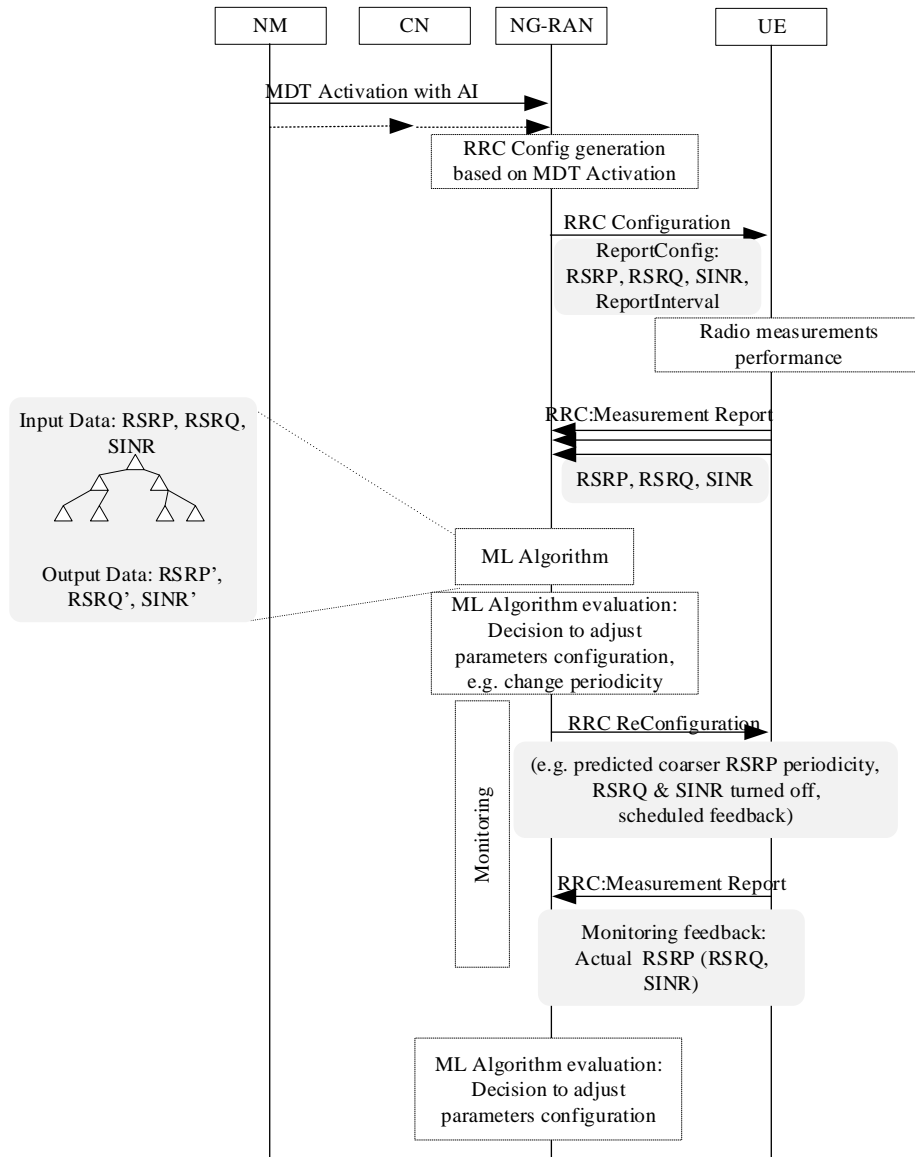 NM
CN
NG-RAN
UE
MDT Activation with AI
RRC Config generation
based on MDT Activation
RRC Configuration
ReportConfig:
RSRP, RSRQ, SINR,
ReportInterval
Radio measurements
performance
RRC:Measurement Report
RSRP, RSRQ, SINR
Input Data: RSRP, RSRQ,
SINR
Output Data: RSRP’,
RSRQ’, SINR’
ML Algorithm
ML Algorithm evaluation:
Decision to adjust
parameters configuration,
e.g. change periodicity
Monitoring
RRC ReConfiguration
(e.g. predicted coarser RSRP periodicity,
RSRQ & SINR turned off,
scheduled feedback)
RRC:Measurement Report
Monitoring feedback:
Actual RSRP (RSRQ,
SINR)
ML Algorithm evaluation:
Decision to adjust
parameters configuration